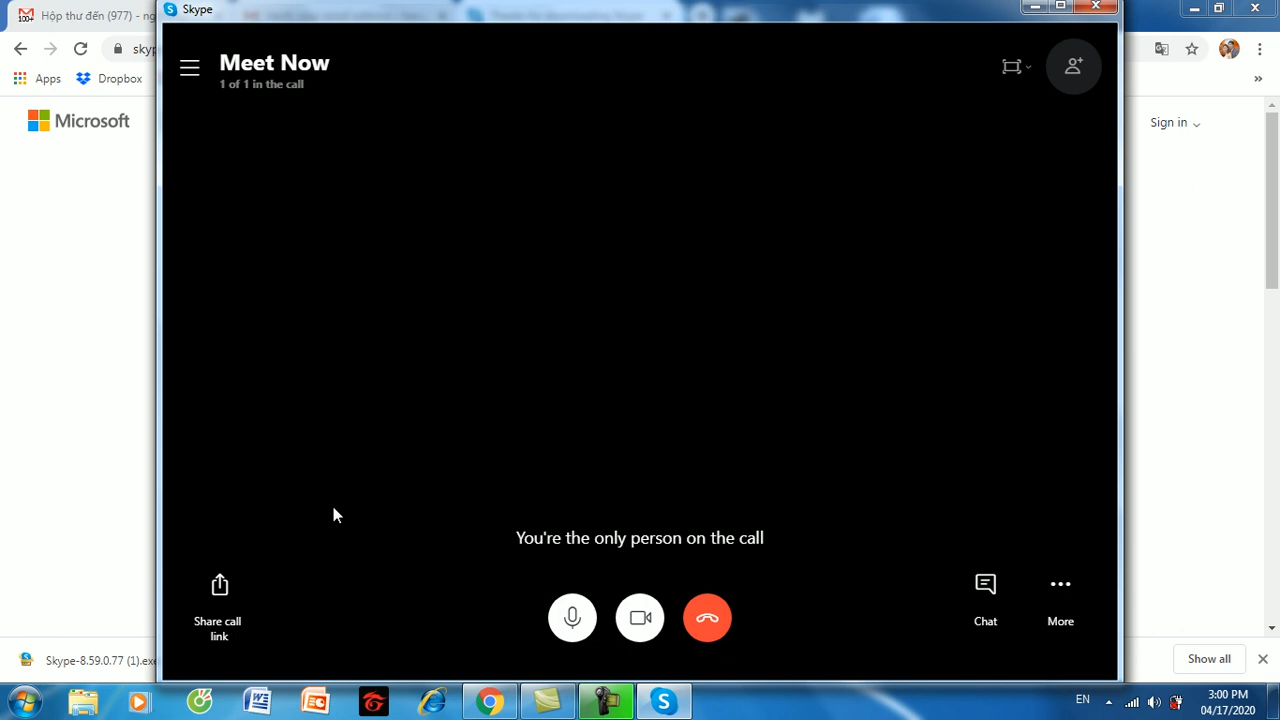 Hộp thư đến (977) - ng
Skype
skyp
Apps
Dropbox
»
Microsoft
Sign in
Meet Now
1 of 1 in the call
You're the only person on the call
Share call
link
Chat
More
Skype-8.59.0.77 (1).exe
Show all
EN
3:00 PM
04/17/2020